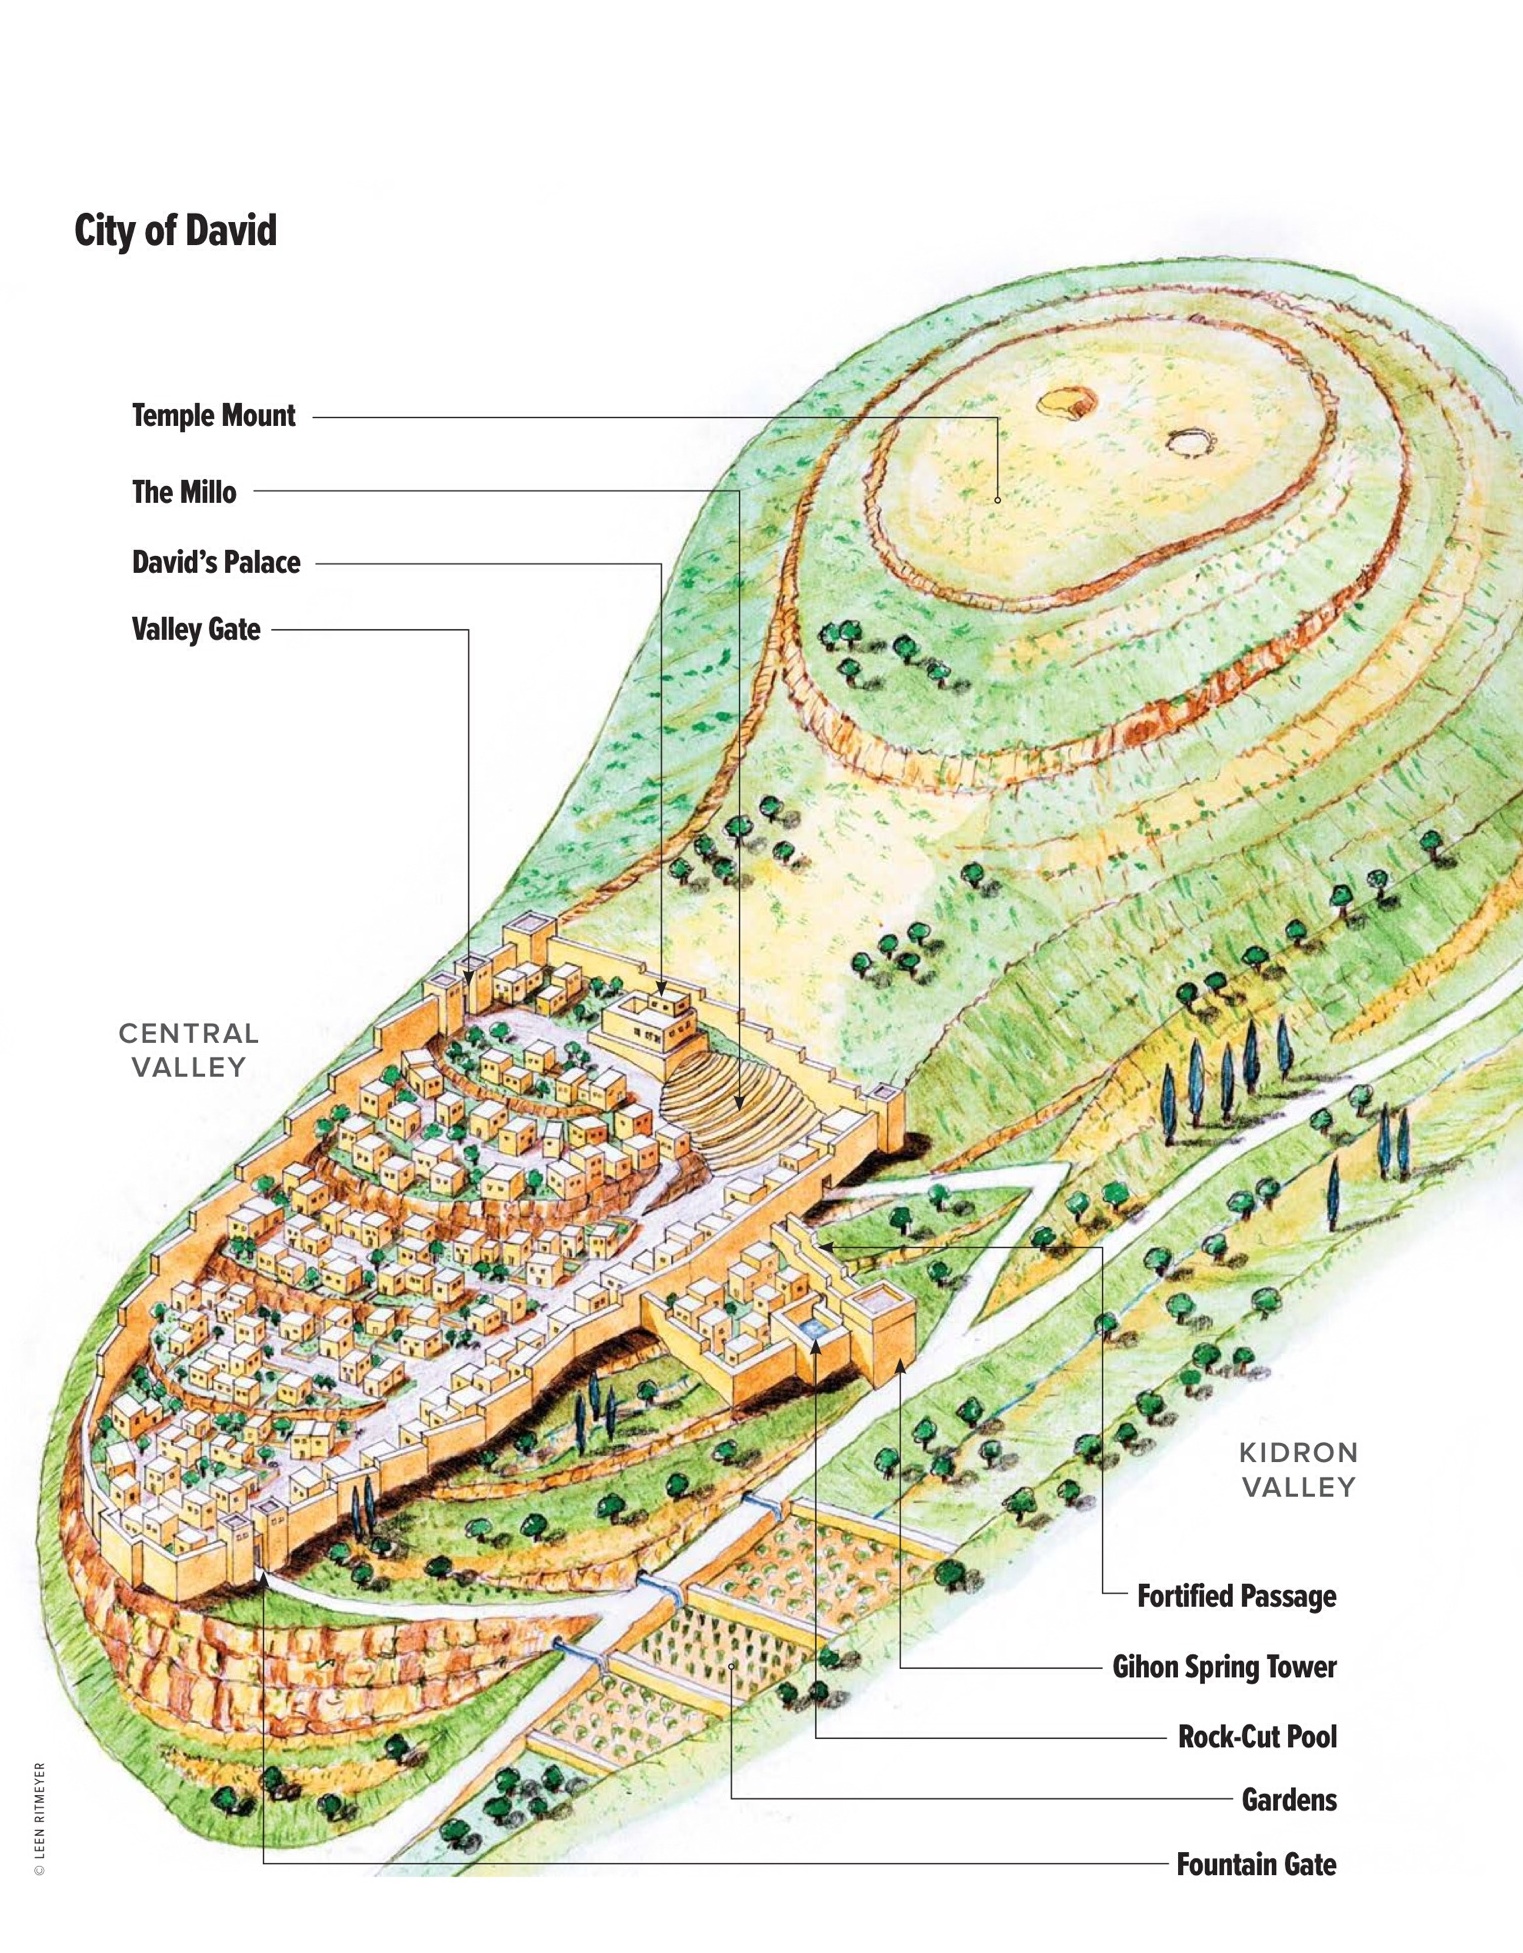 City of David
Temple Mount
The Millo
David’s Palace
Valley Gate
CENTRAL
VALLEY
KIDRON
VALLEY
Fortified Passage
Gihon Spring Tower
Rock-Cut Pool
Gardens
Fountain Gate
© LEEN RITMEYER